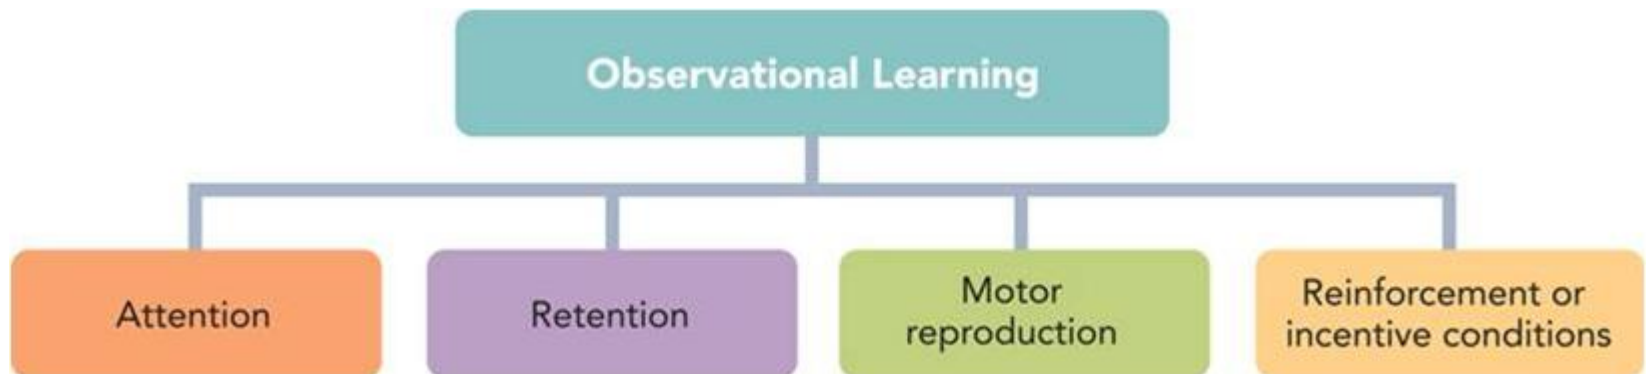 Observational Learning
Attention
Retention
Motor
reproduction
Reinforcement or
incentive conditions